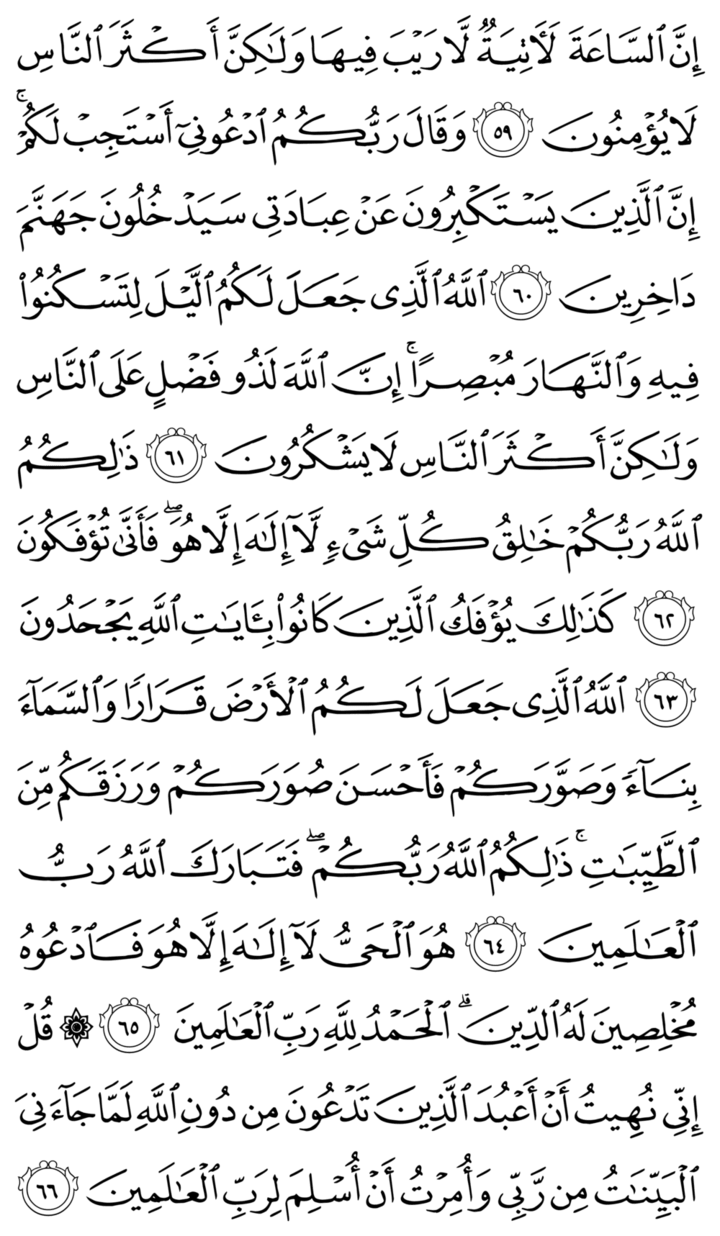 إِنَّ ٱلسَّاعَةَ لَأٓتِيَةٌ لَّا رَيۡبَ فِيهَا وَلَٰكِنَّ أَكۡثَرَ ٱلنَّاسِ
لَا يُؤۡمِنُونَ ٥٩ وَقَالَ رَبُّكُمُ ٱدۡعُونِيٓ أَسۡتَجِبۡ لَكُمۡۚ
إِنَّ ٱلَّذِينَ يَسۡتَكۡبِرُونَ عَنۡ عِبَادَتِي سَيَدۡخُلُونَ جَهَنَّمَ
دَاخِرِينَ ٦٠ ٱللَّهُ ٱلَّذِي جَعَلَ لَكُمُ ٱلَّيۡلَ لِتَسۡكُنُواْ
فِيهِ وَٱلنَّهَارَ مُبۡصِرًاۚ إِنَّ ٱللَّهَ لَذُو فَضۡلٍ عَلَى ٱلنَّاسِ
وَلَٰكِنَّ أَكۡثَرَ ٱلنَّاسِ لَا يَشۡكُرُونَ ٦١ ذَٰلِكُمُ
ٱللَّهُ رَبُّكُمۡ خَٰلِقُ كُلِّ شَيۡءٖ لَّآ إِلَٰهَ إِلَّا هُوَۖ فَأَنَّىٰ تُؤۡفَكُونَ
٦٢ كَذَٰلِكَ يُؤۡفَكُ ٱلَّذِينَ كَانُواْ بِـَٔايَٰتِ ٱللَّهِ يَجۡحَدُونَ
٦٣ ٱللَّهُ ٱلَّذِي جَعَلَ لَكُمُ ٱلۡأَرۡضَ قَرَارٗا وَٱلسَّمَآءَ
بِنَآءٗ وَصَوَّرَكُمۡ فَأَحۡسَنَ صُوَرَكُمۡ وَرَزَقَكُم مِّنَ
ٱلطَّيِّبَٰتِۚ ذَٰلِكُمُ ٱللَّهُ رَبُّكُمۡۖ فَتَبَارَكَ ٱللَّهُ رَبُّ
ٱلۡعَٰلَمِينَ ٦٤ هُوَ ٱلۡحَيُّ لَآ إِلَٰهَ إِلَّا هُوَ فَٱدۡعُوهُ
مُخۡلِصِينَ لَهُ ٱلدِّينَۗ ٱلۡحَمۡدُ لِلَّهِ رَبِّ ٱلۡعَٰلَمِينَ ٦٥ ۞ قُلۡ
إِنِّي نُهِيتُ أَنۡ أَعۡبُدَ ٱلَّذِينَ تَدۡعُونَ مِن دُونِ ٱللَّهِ لَمَّا جَآءَنِيَ
ٱلۡبَيِّنَٰتُ مِن رَّبِّي وَأُمِرۡتُ أَنۡ أُسۡلِمَ لِرَبِّ ٱلۡعَٰلَمِينَ ٦٦